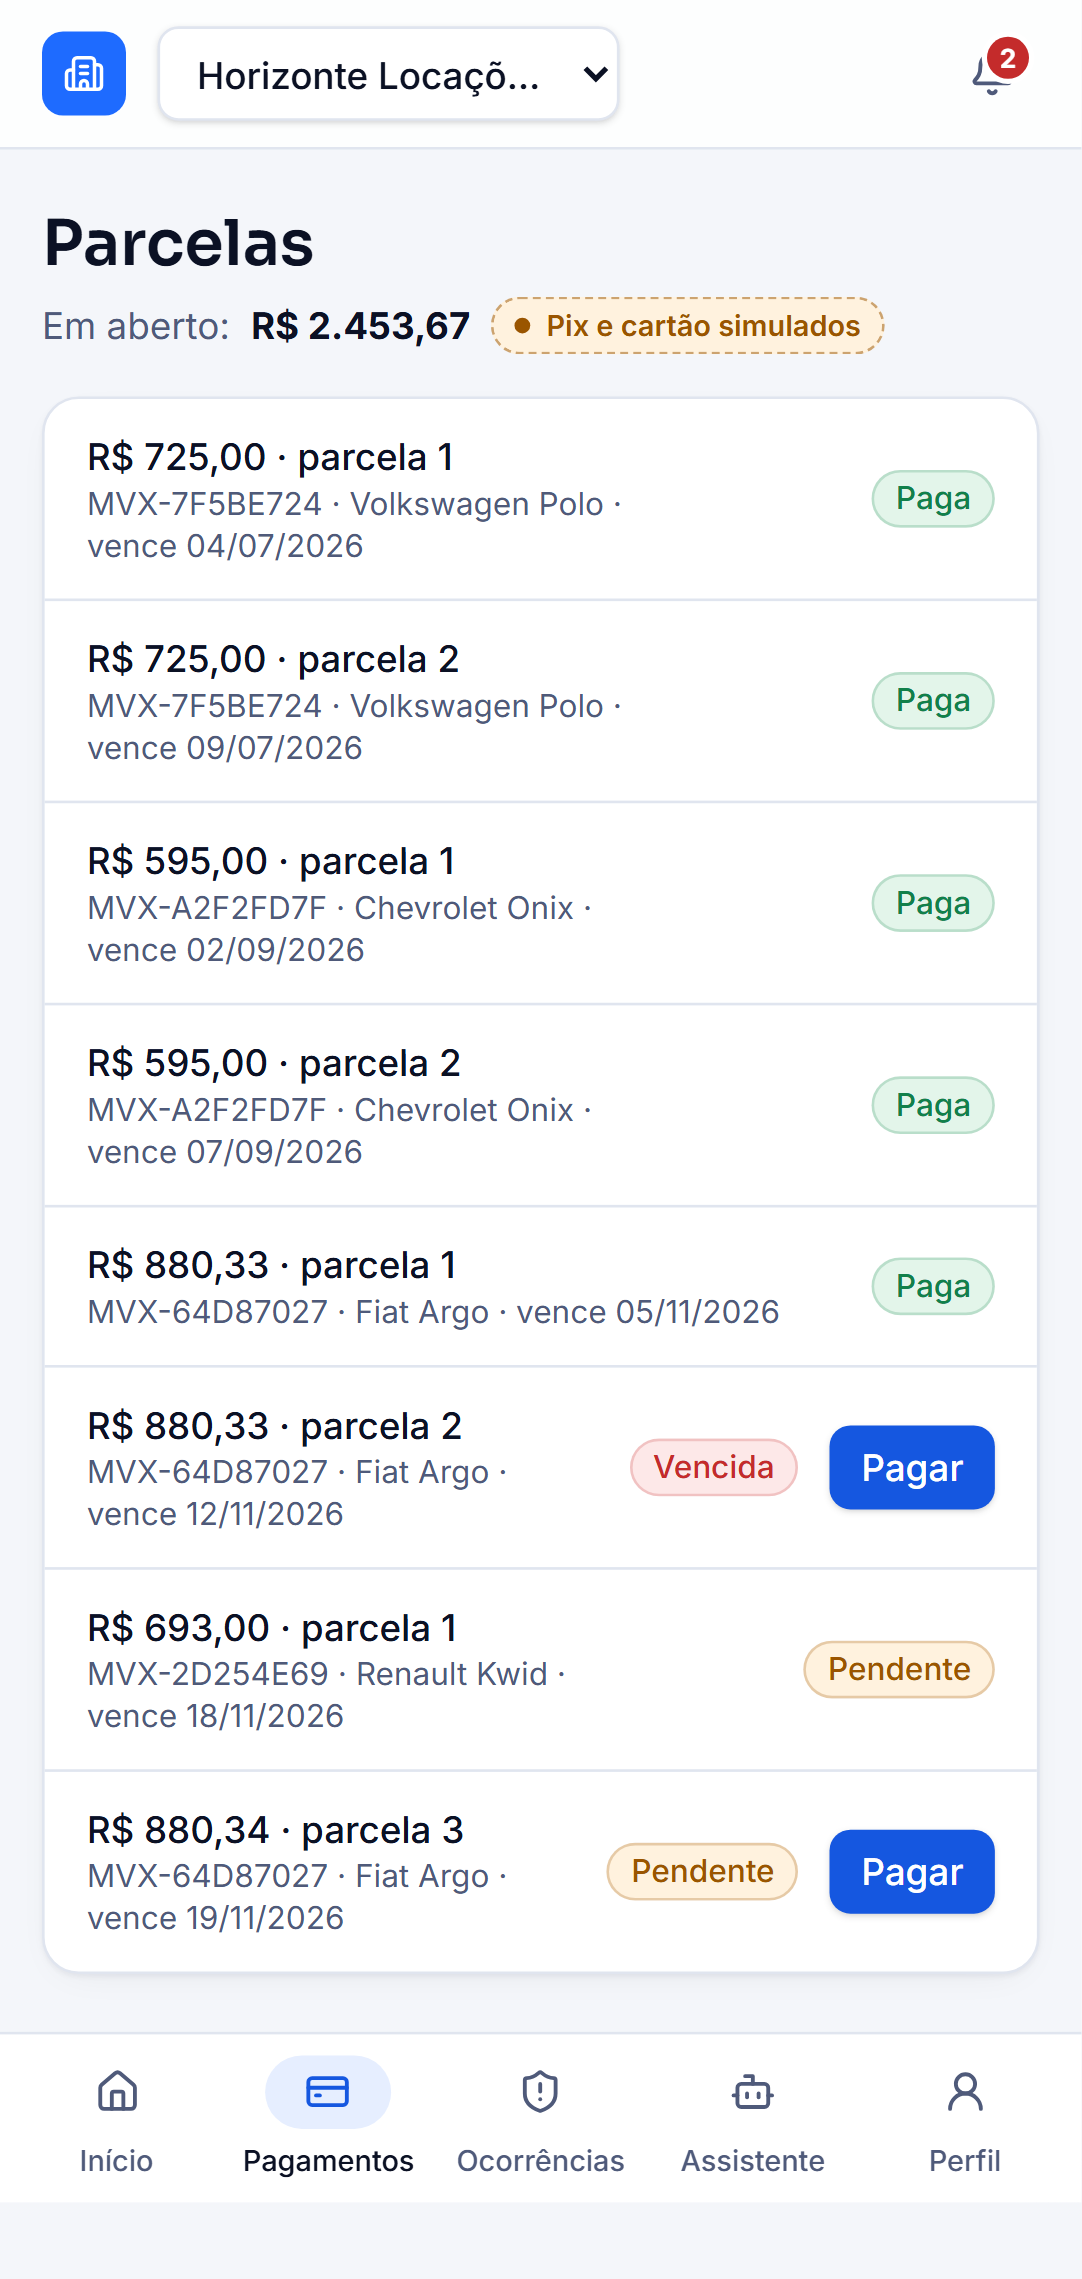 Horizonte Locaçõ...
2
Parcelas
Em aberto: R$ 2.453,67
Pix e cartão simulados
R$ 725,00 · parcela 1
MVX-7F5BE724 · Volkswagen Polo ·
vence 04/07/2026
Paga
R$ 725,00 · parcela 2
MVX-7F5BE724 · Volkswagen Polo ·
vence 09/07/2026
Paga
R$ 595,00 · parcela 1
MVX-A2F2FD7F · Chevrolet Onix ·
vence 02/09/2026
Paga
R$ 595,00 · parcela 2
MVX-A2F2FD7F · Chevrolet Onix ·
vence 07/09/2026
Paga
R$ 880,33 · parcela 1
MVX-64D87027 · Fiat Argo · vence 05/11/2026
Paga
R$ 880,33 · parcela 2
MVX-64D87027 · Fiat Argo ·
vence 12/11/2026
Vencida
Pagar
R$ 693,00 · parcela 1
MVX-2D254E69 · Renault Kwid ·
vence 18/11/2026
Pendente
R$ 880,34 · parcela 3
MVX-64D87027 · Fiat Argo ·
vence 19/11/2026
Pendente
Pagar
Início
Pagamentos
Ocorrências
Assistente
Perfil